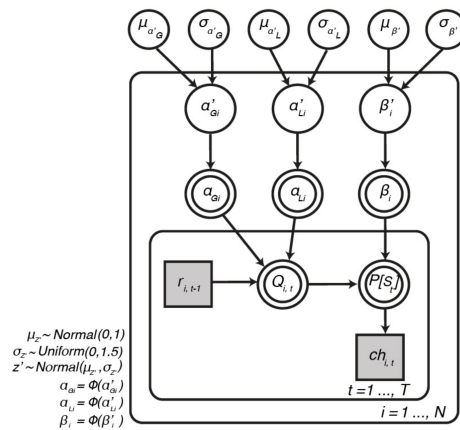 μα'G σα'G μα'L σα'L μβ' σβ'
α'Gi α'Li β'i
αGi αLi βi
ri, t-1 Qi, t P[St]
chi, t
t = 1 ..., T
i = 1 ..., N
μz' ~ Normal(0,1)
σz' ~ Uniform(0,1.5)
z' ~ Normal(μz', σz')
αGi = Φ(α'Gi)
αLi = Φ(α'Li)
βi = Φ(β'i)